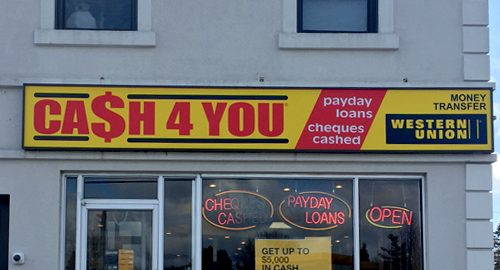 CA$H 4 YOU
payday
loans
cheques
cashed
MONEY
TRANSFER
WESTERN
UNION
CHEQUES
CASHED
PAYDAY
LOANS
OPEN
GET UP TO
$5,000
IN CASH